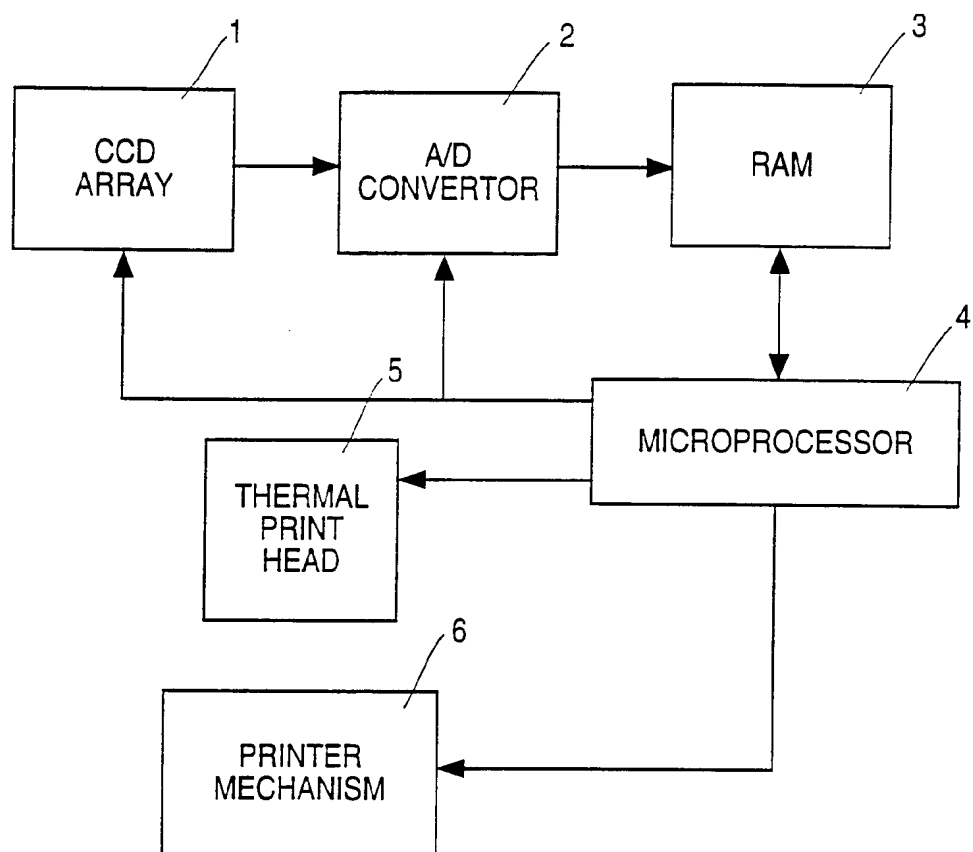 1
2
3
CCD
ARRAY
A/D
CONVERTOR
RAM
4
5
MICROPROCESSOR
THERMAL
PRINT
HEAD
6
PRINTER
MECHANISM